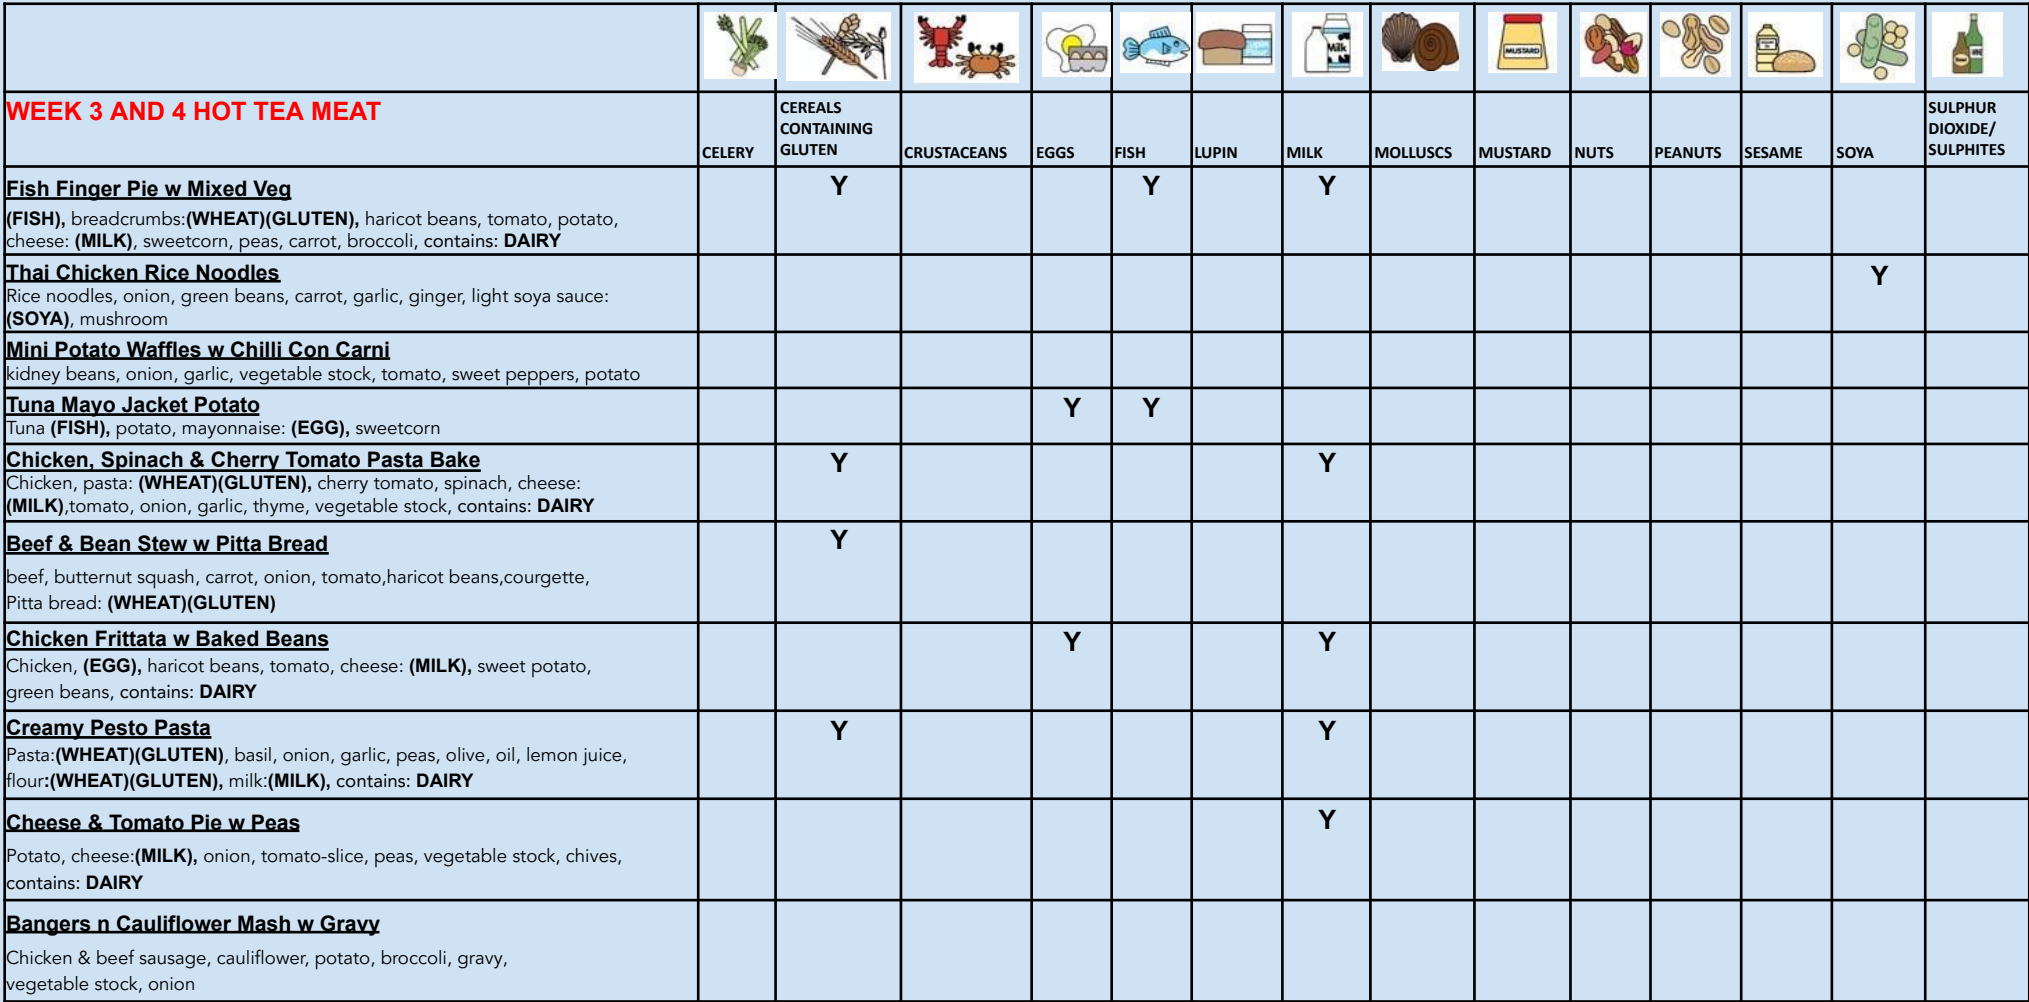 Milk
MUSTARD
WEEK 3 AND 4 HOT TEA MEAT
CELERY
CEREALS
CONTAINING
GLUTEN
CRUSTACEANS
EGGS
FISH
LUPIN
MILK
MOLLUSCS
MUSTARD
NUTS
PEANUTS
SESAME
SOYA
SULPHUR
DIOXIDE/
SULPHITES
Fish Finger Pie w Mixed Veg
Y Y Y
(FISH), breadcrumbs:(WHEAT)(GLUTEN), haricot beans, tomato, potato,
cheese: (MILK), sweetcorn, peas, carrot, broccoli, contains: DAIRY
Thai Chicken Rice Noodles
Y
Rice noodles, onion, green beans, carrot, garlic, ginger, light soya sauce:
(SOYA), mushroom
Mini Potato Waffles w Chilli Con Carni
kidney beans, onion, garlic, vegetable stock, tomato, sweet peppers, potato
Tuna Mayo Jacket Potato
Y Y
Tuna (FISH), potato, mayonnaise: (EGG), sweetcorn
Chicken, Spinach & Cherry Tomato Pasta Bake
Y Y
Chicken, pasta: (WHEAT)(GLUTEN), cherry tomato, spinach, cheese:
(MILK),tomato, onion, garlic, thyme, vegetable stock, contains: DAIRY
Beef & Bean Stew w Pitta Bread
Y
beef, butternut squash, carrot, onion, tomato,haricot beans,courgette,
Pitta bread: (WHEAT)(GLUTEN)
Chicken Frittata w Baked Beans
Y Y
Chicken, (EGG), haricot beans, tomato, cheese: (MILK), sweet potato,
green beans, contains: DAIRY
Creamy Pesto Pasta
Y Y
Pasta:(WHEAT)(GLUTEN), basil, onion, garlic, peas, olive, oil, lemon juice,
flour:(WHEAT)(GLUTEN), milk:(MILK), contains: DAIRY
Cheese & Tomato Pie w Peas
Y
Potato, cheese:(MILK), onion, tomato-slice, peas, vegetable stock, chives,
contains: DAIRY
Bangers n Cauliflower Mash w Gravy
Chicken & beef sausage, cauliflower, potato, broccoli, gravy,
vegetable stock, onion